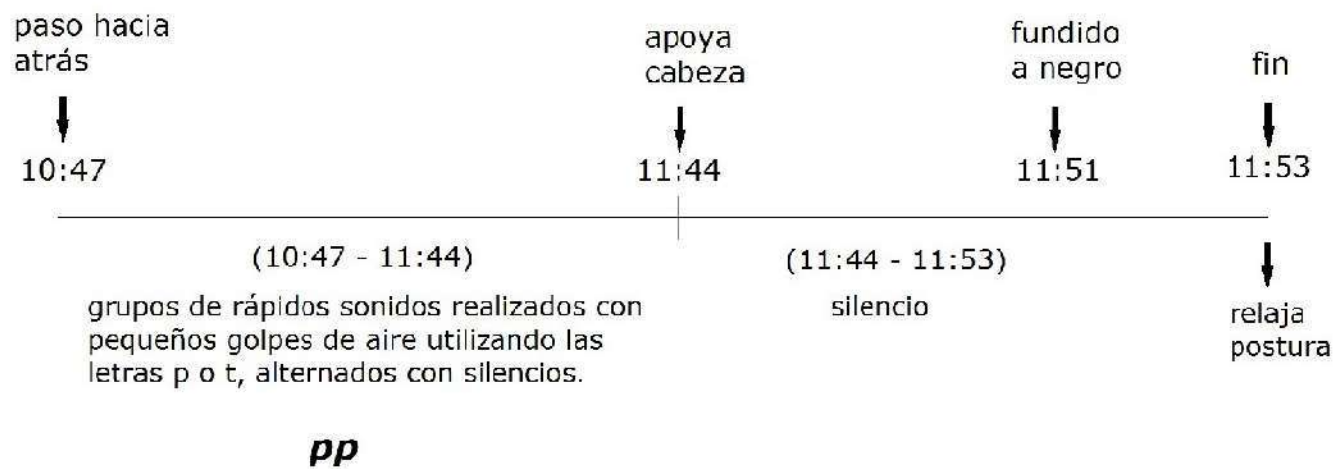 paso hacia
atrás
apoya
cabeza
fundido
a negro
fin
10:47
11:44
11:51
11:53
(10:47 - 11:44)
(11:44 - 11:53)
grupos de rápidos sonidos realizados con
pequeños golpes de aire utilizando las
letras p o t, alternados con silencios.
silencio
relaja
postura
pp